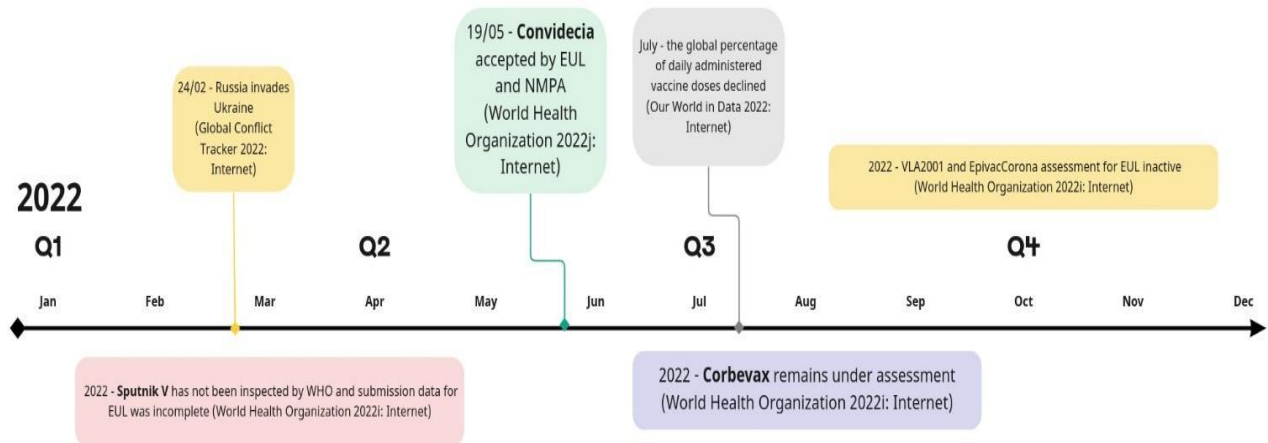 19/05 - Convidecia
accepted by EUL
and NMPA
(World Health
Organization 2022j:
Internet)
July - the global percentage
of daily administered
vaccine doses declined
(Our World in Data 2022:
Internet)
24/02 - Russia invades
Ukraine
(Global Conflict
Tracker 2022:
Internet)
2022 - VLA2001 and EpivacCorona assessment for EUL inactive
(World Health Organization 2022i: Internet)
2022
Q1
Q2
Q3
Q4
Jan
Feb
Mar
Apr
May
Jun
Jul
Aug
Sep
Oct
Nov
Dec
2022 - Sputnik V has not been inspected by WHO and submission data for
EUL was incomplete (World Health Organization 2022i: Internet)
2022 - Corbevax remains under assessment
(World Health Organization 2022i: Internet)